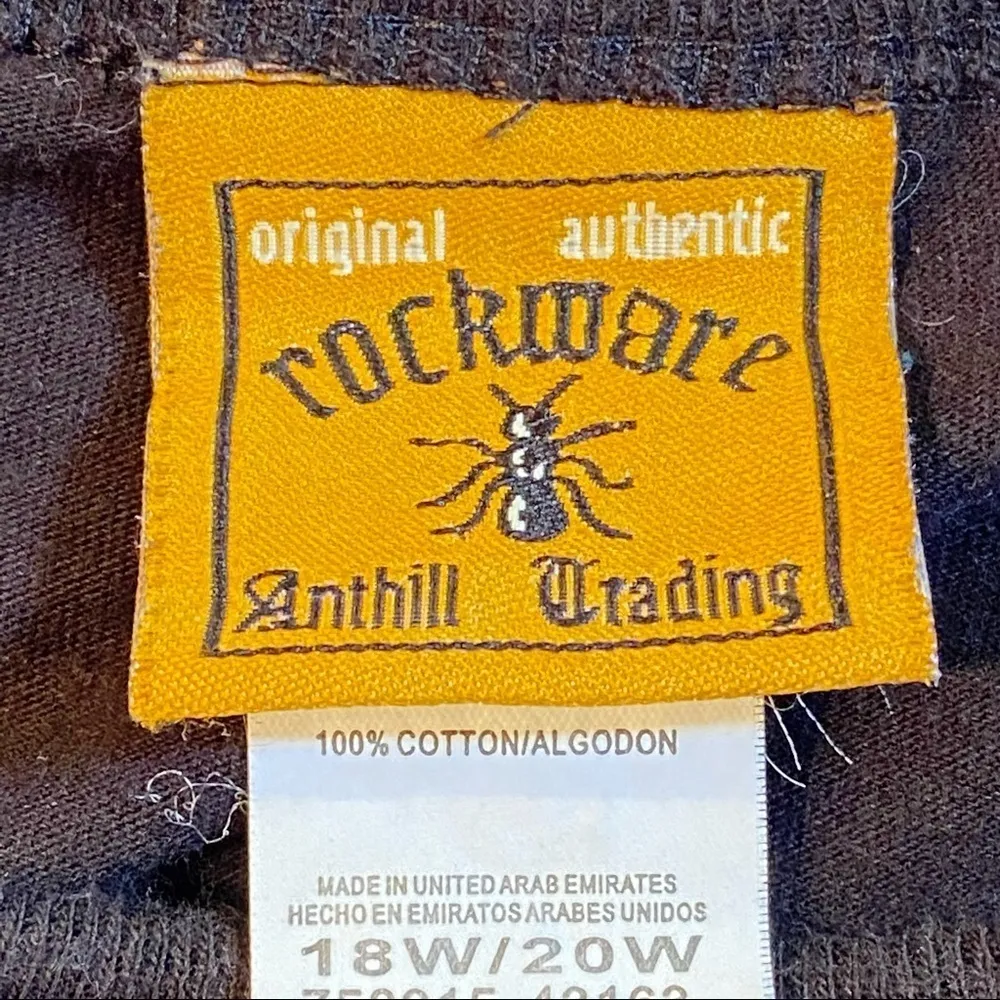 original authentic
rockware
Anthill Trading
100% COTTON/ALGODON
MADE IN UNITED ARAB EMIRATES
HECHO EN EMIRATOS ARABES UNIDOS
18W/20W